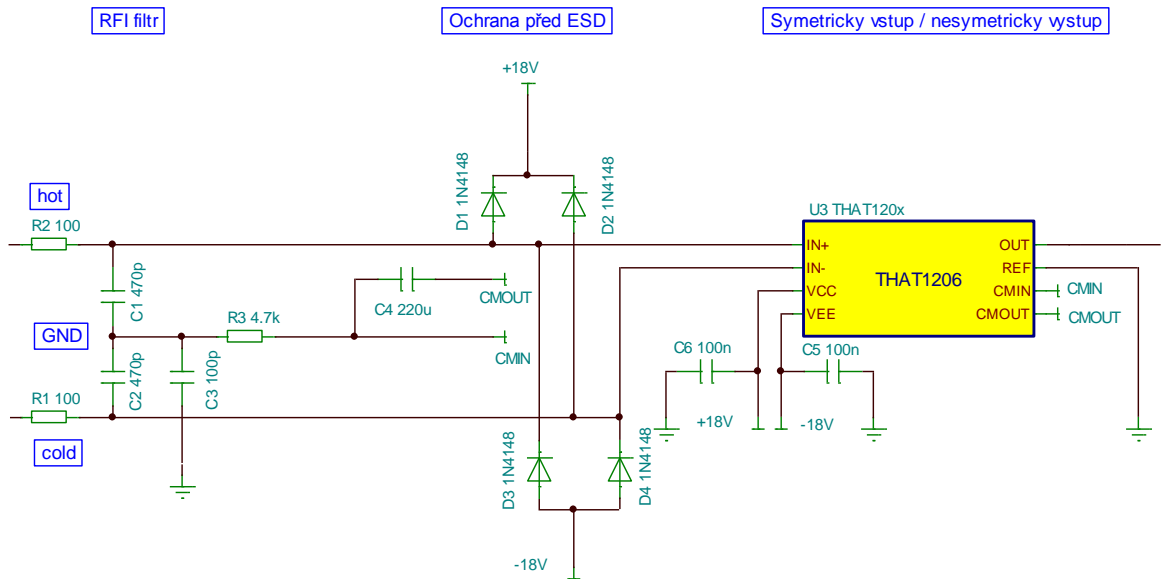 RFI filtr
Ochrana před ESD
Symetricky vstup / nesymetricky vystup
+18V
D1 1N4148
D2 1N4148
hot
R2 100
U3 THAT120x
IN+
OUT
IN-
REF
THAT1206
VCC
CMIN
CMIN
VEE
CMOUT
CMOUT
C1 470p
C4 220u
CMOUT
GND
R3 4.7k
CMIN
C2 470p
C3 100p
C6 100n
C5 100n
R1 100
+18V
-18V
cold
D3 1N4148
D4 1N4148
-18V